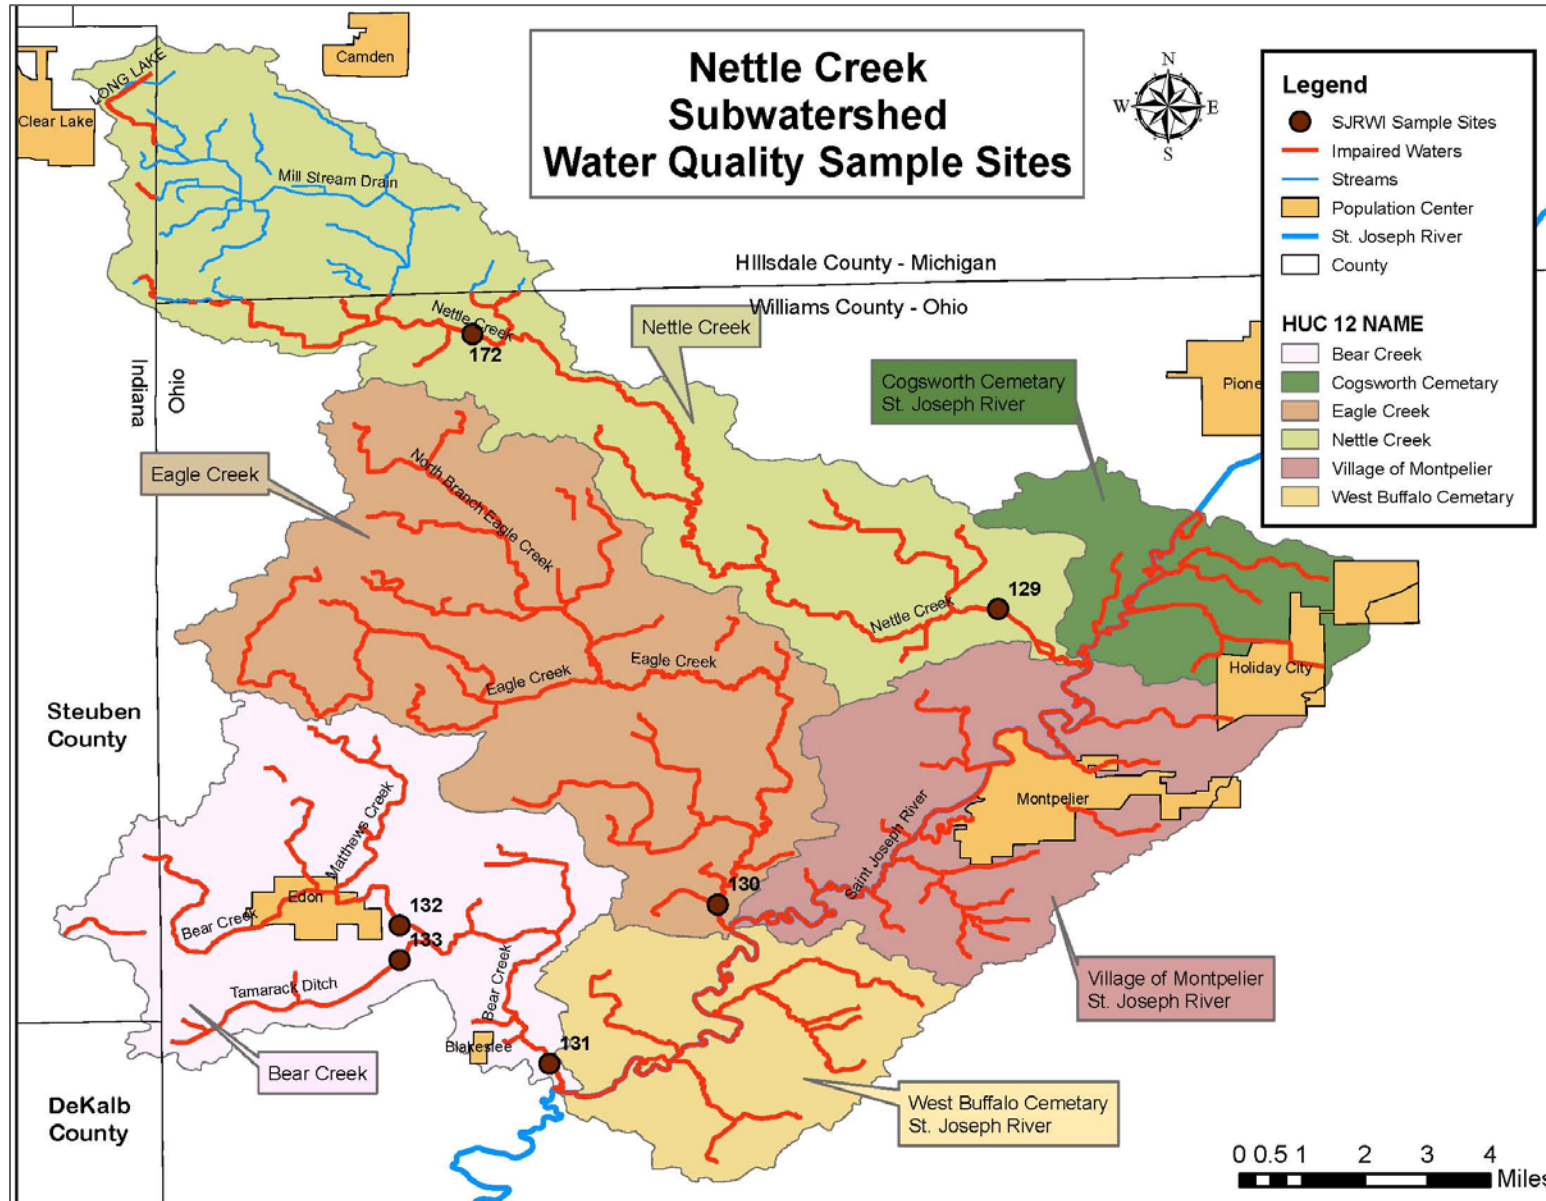 Nettle Creek
Subwatershed
Water Quality Sample Sites
N
W E
S
Legend
SJRWI Sample Sites
Impaired Waters
Streams
Population Center
St. Joseph River
County
HUC 12 NAME
Bear Creek
Cogsworth Cemetary
Eagle Creek
Nettle Creek
Village of Montpelier
West Buffalo Cemetary
Camden
Clear Lake
LONG LAKE
Mill Stream Drain
HIllsdale County - Michigan
Williams County - Ohio
Indiana
Ohio
Nettle Creek
172
Nettle Creek
Cogsworth Cemetary
St. Joseph River
Pione
Eagle Creek
North Branch Eagle Creek
129
Nettle Creek
Eagle Creek
Eagle Creek
Holiday City
Steuben
County
Montpelier
Saint Joseph River
Matthews Creek
Edon
Bear Creek
132
133
130
Tamarack Ditch
Bear Creek
Blakeslee
131
Village of Montpelier
St. Joseph River
Bear Creek
West Buffalo Cemetary
St. Joseph River
DeKalb
County
0 0.5 1 2 3 4
Miles